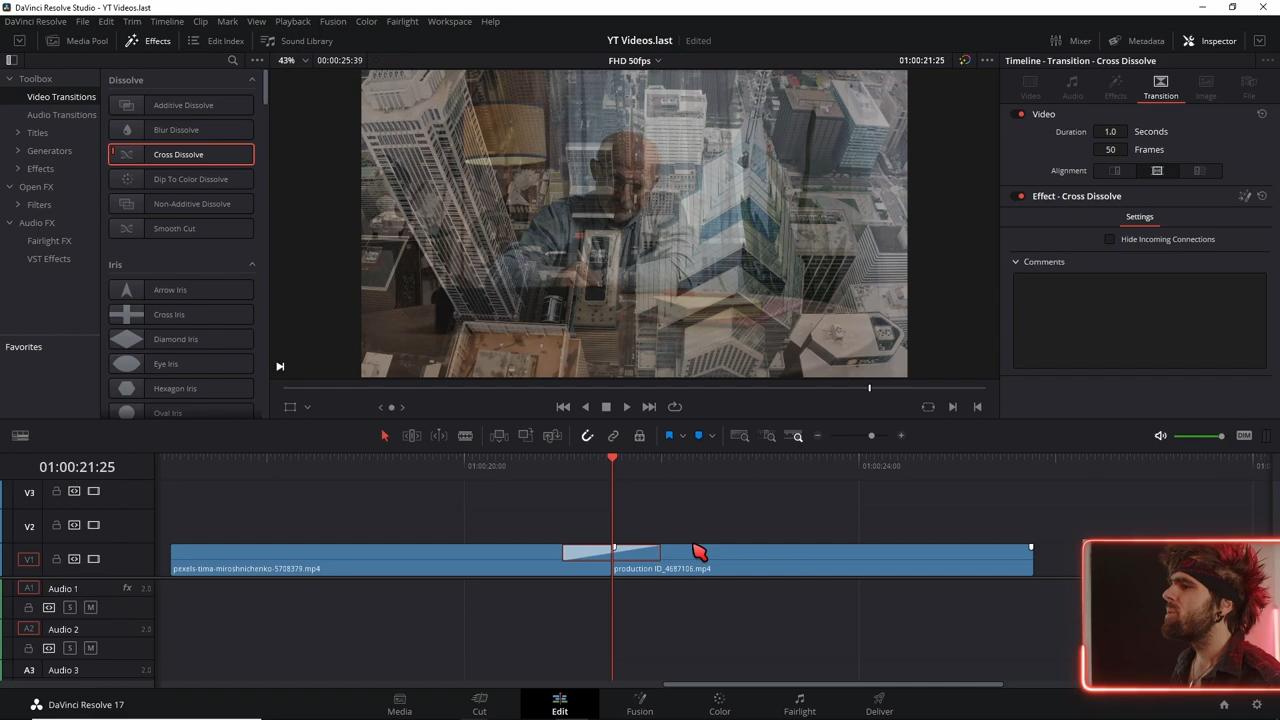 DaVinci Resolve Studio - YT Videos.last
DaVinci Resolve File Edit Trim Timeline Clip Mark View Playback Fusion Color Fairlight Workspace Help
Media Pool Effects Edit Index Sound Library YT Videos.last Edited Mixer Metadata Inspector
43% 00:00:25:39 FHD 50fps 01:00:21:25 Timeline - Transition - Cross Dissolve
Toolbox
Video Transitions
Audio Transitions
Titles
Generators
Effects
Open FX
Filters
Audio FX
Fairlight FX
VST Effects
Favorites
Dissolve
Additive Dissolve
Blur Dissolve
Cross Dissolve
Dip To Color Dissolve
Non-Additive Dissolve
Smooth Cut
Iris
Arrow Iris
Cross Iris
Diamond Iris
Eye Iris
Hexagon Iris
Oval Iris
Video Audio Effects Transition Image File
Video
Duration 1.0 Seconds
50 Frames
Alignment
Effect - Cross Dissolve
Settings
Hide Incoming Connections
Comments
DIM
01:00:21:25
01:00:20:00 01:00:24:00 01:0
V3
V2
V1
pexels-tima-miroshnichenko-5708379.mp4 production ID_4687106.mp4
A1 Audio 1 fx 2.0
S M
A2 Audio 2 2.0
S M
A3 Audio 3 2.0
DaVinci Resolve 17
Media Cut Edit Fusion Color Fairlight Deliver